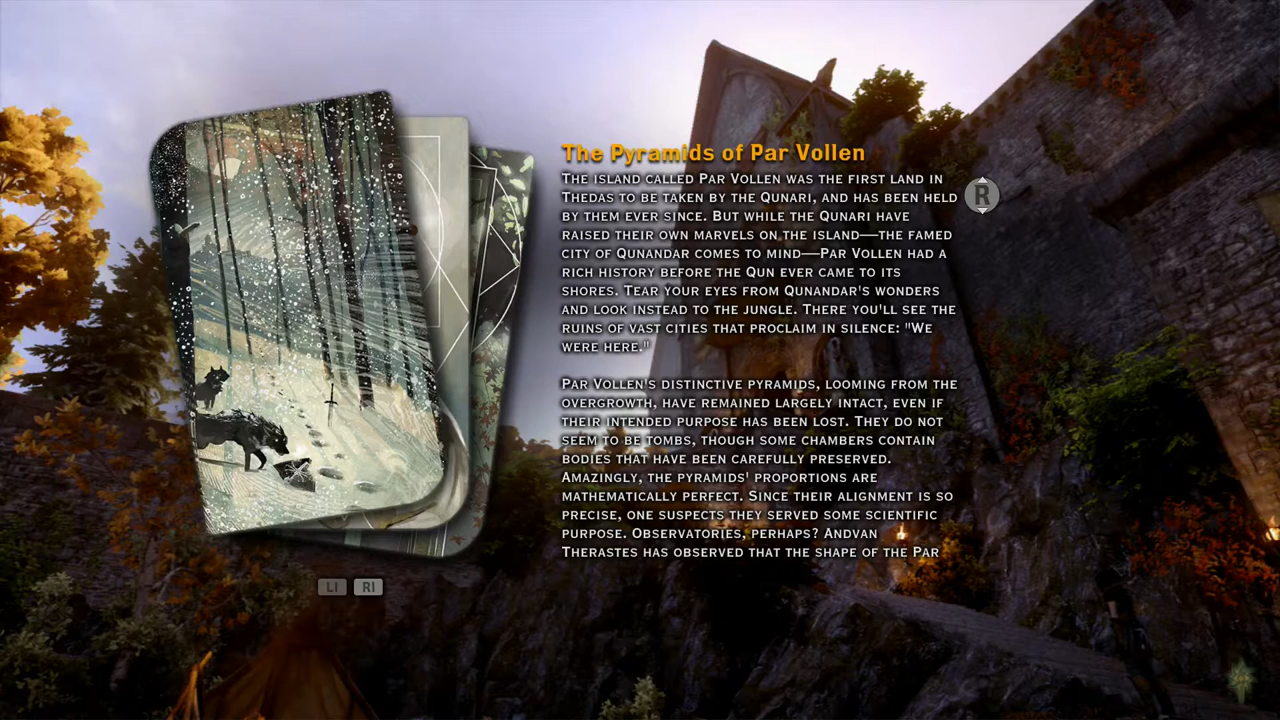 The Pyramids of Par Vollen
The island called Par Vollen was the first land in
Thedas to be taken by the Qunari, and has been held
by them ever since. But while the Qunari have
raised their own marvels on the island—the famed
city of Qunandar comes to mind—Par Vollen had a
rich history before the Qun ever came to its
shores. Tear your eyes from Qunandar's wonders
and look instead to the jungle. There you'll see the
ruins of vast cities that proclaim in silence: "We
were here."
Par Vollen's distinctive pyramids, looming from the
overgrowth, have remained largely intact, even if
their intended purpose has been lost. They do not
seem to be tombs, though some chambers contain
bodies that have been carefully preserved.
Amazingly, the pyramids' proportions are
mathematically perfect. Since their alignment is so
precise, one suspects they served some scientific
purpose. Observatories, perhaps? Andvan
Therastes has observed that the shape of the Par
R
L1 R1